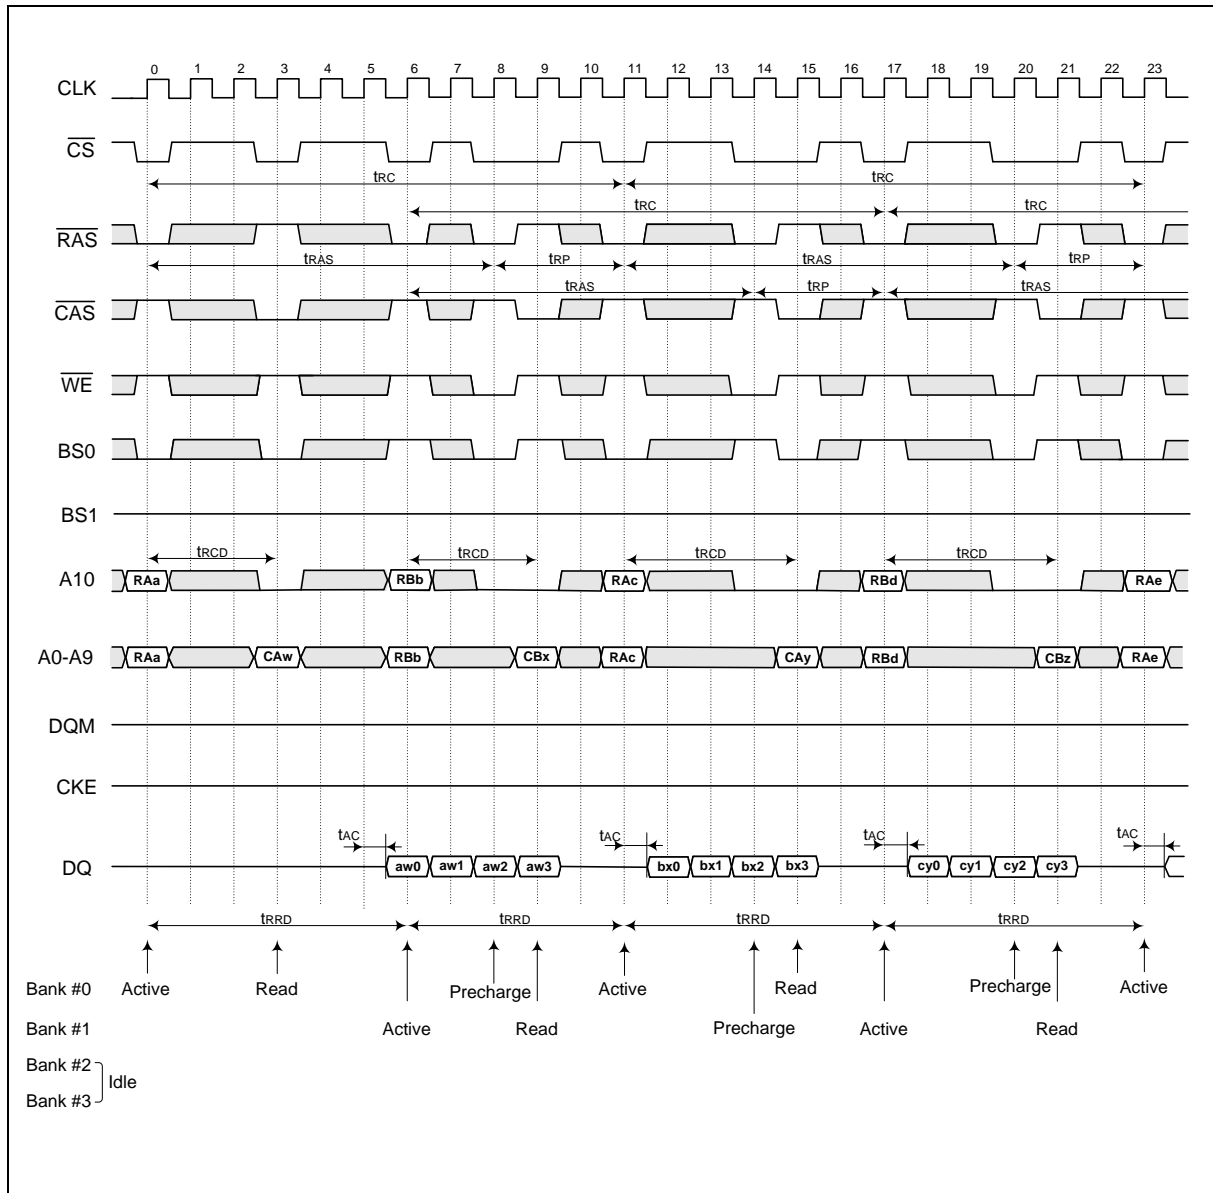 0 1 2 3 4 5 6 7 8 9 10 11 12 13 14 15 16 17 18 19 20 21 22 23
CLK
CS
tRC tRC
tRC tRC
RAS
tRAS tRP tRAS tRP
tRAS tRP tRAS
CAS
WE
BS0
BS1
tRCD tRCD tRCD tRCD
A10 RAa RBb RAc RBd RAe
A0-A9 RAa CAw RBb CBx RAc CAy RBd CBz RAe
DQM
CKE
tAC tAC tAC tAC
DQ aw0 aw1 aw2 aw3 bx0 bx1 bx2 bx3 cy0 cy1 cy2 cy3
tRRD tRRD tRRD tRRD
Bank #0 Active Read Precharge Active Read Precharge Active
Bank #1 Active Read Precharge Active Read
Bank #2
Idle
Bank #3